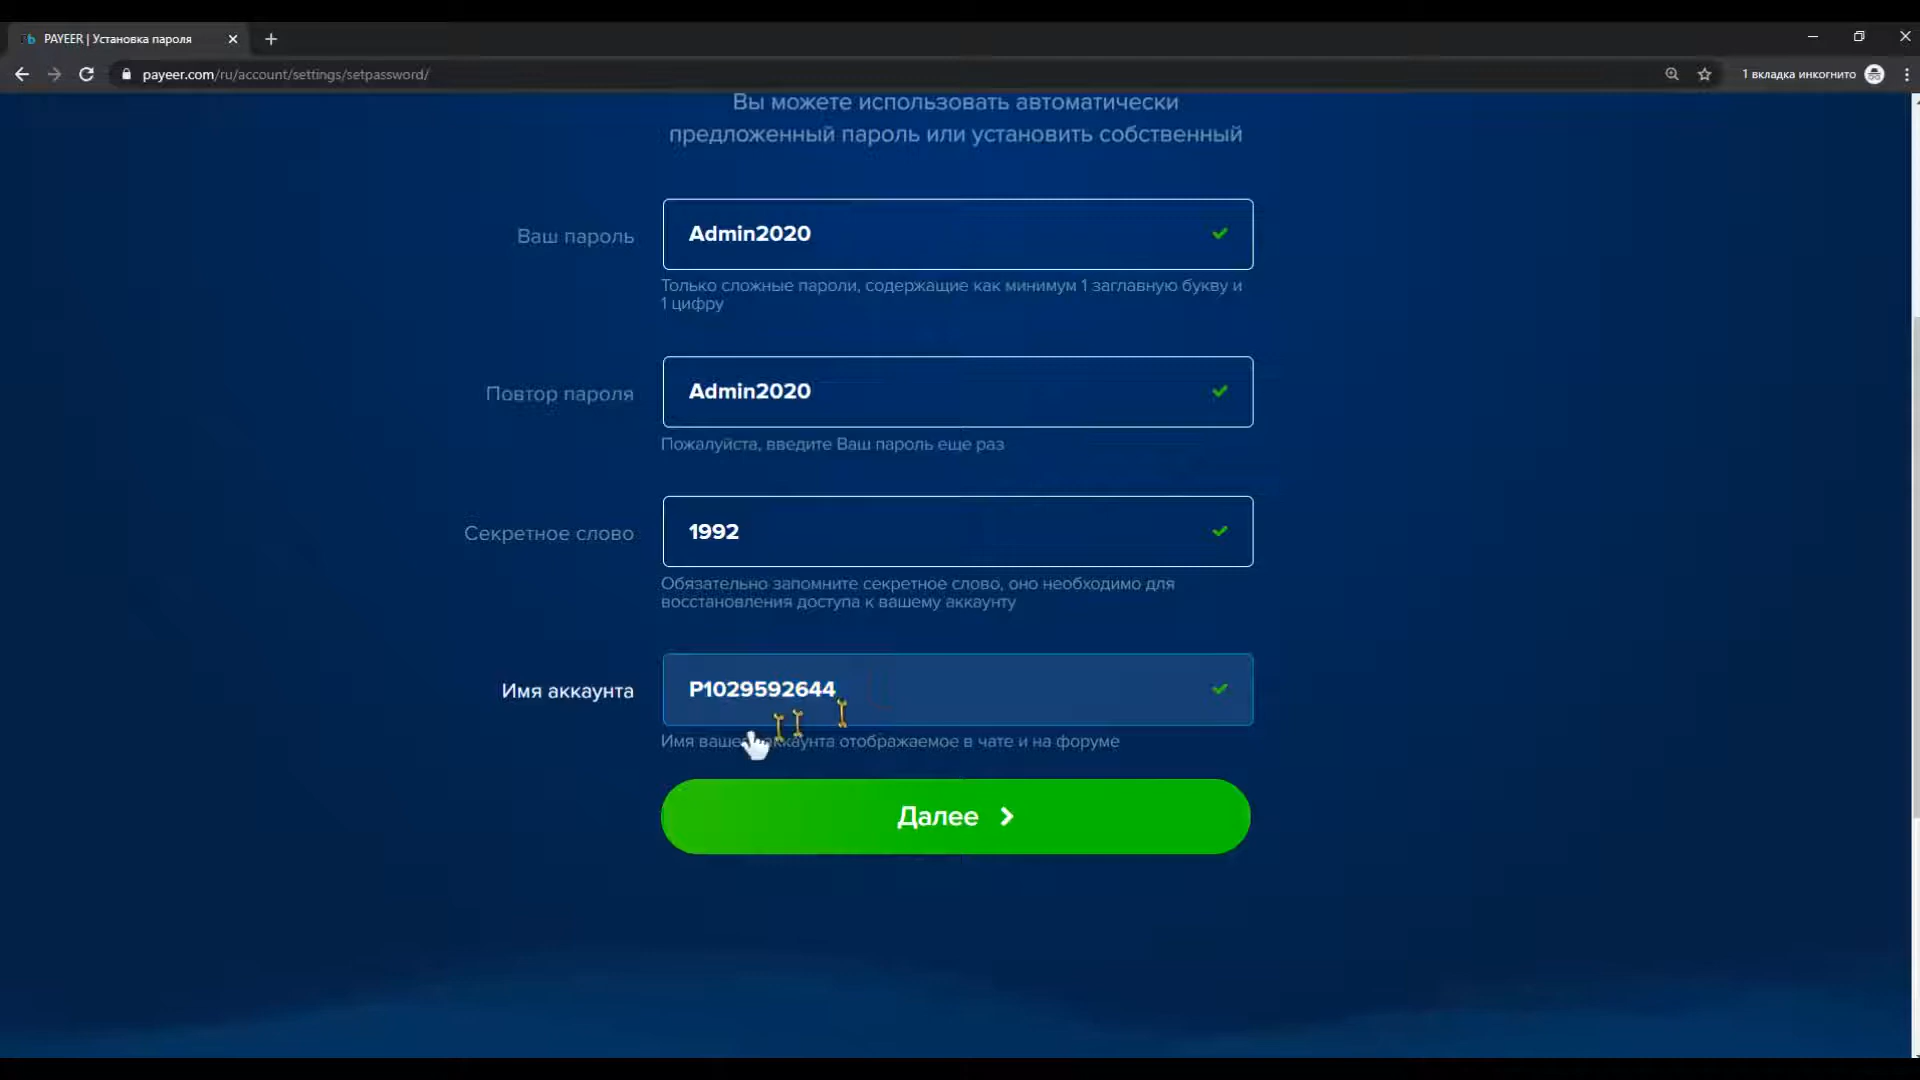 PAYEER | Установка пароля
payeer.com/ru/account/settings/setpassword/
1 вкладка инкогнито
Вы можете использовать автоматически
предложенный пароль или установить собственный
Ваш пароль
Admin2020
Только сложные пароли, содержащие как минимум 1 заглавную букву и
1 цифру
Повтор пароля
Admin2020
Пожалуйста, введите Ваш пароль еще раз
Секретное слово
1992
Обязательно запомните секретное слово, оно необходимо для
восстановления доступа к вашему аккаунту
Имя аккаунта
P1029592644
Имя вашего аккаунта отображаемое в чате и на форуме
Далее